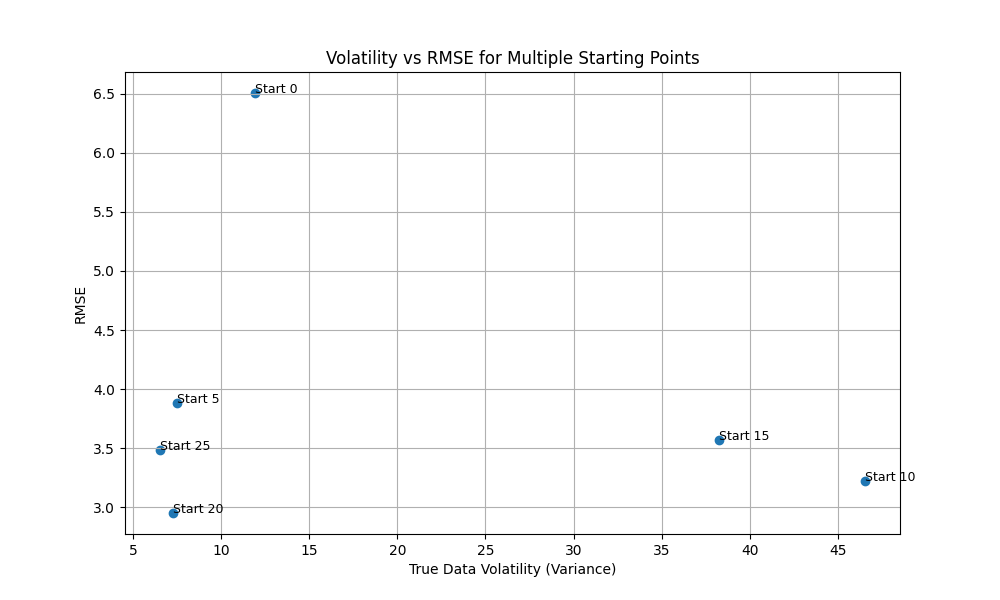 Volatility vs RMSE for Multiple Starting Points
6.5
6.0
5.5
5.0
4.5
4.0
3.5
3.0
RMSE
Start 0
Start 5
Start 25
Start 20
Start 15
Start 10
5 10 15 20 25 30 35 40 45
True Data Volatility (Variance)